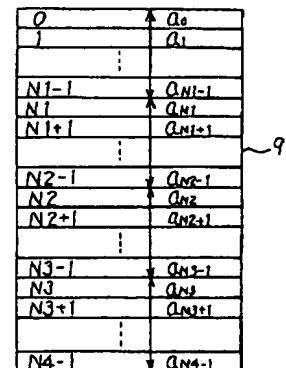 0 a0
1 a1
N1-1 aN1-1
N1 aN1
N1+1 aN1+1
9
N2-1 aN2-1
N2 aN2
N2+1 aN2+1
N3-1 aN3-1
N3 aN3
N3+1 aN3+1
N4-1 aN4-1